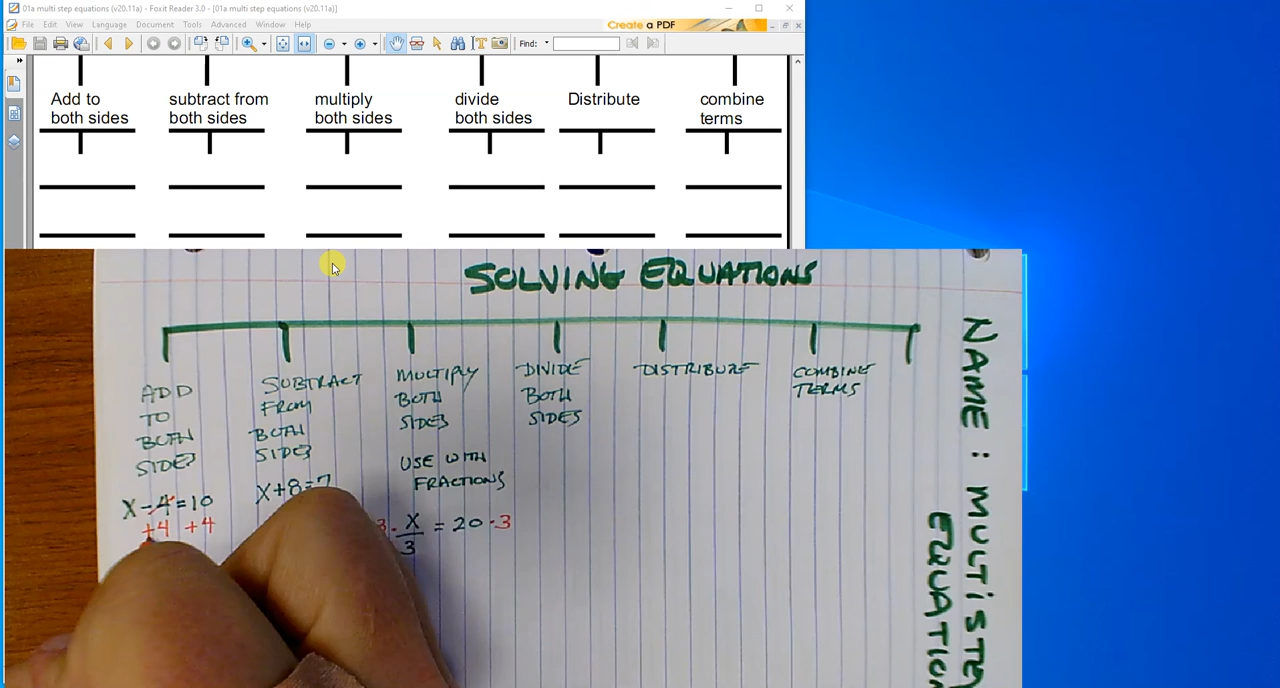 01a multi step equations (v20.11a) - Foxit Reader 3.0 - [01a multi step equations (v20.11a)]
File Edit View Language Document Tools Advanced Window Help
Create a PDF
Find:
Add to both sides
subtract from both sides
multiply both sides
divide both sides
Distribute
combine terms
SOLVING EQUATIONS
ADD
TO
BOTH
SIDES
X-4=10
+4 +4
SUBTRACT
FROM
BOTH
SIDES
X+8=7
MULTIPLY
BOTH
SIDES
USE WITH
FRACTIONS
3· X/3 = 20·3
DIVIDE
BOTH
SIDES
DISTRIBUTE
COMBINE
TERMS
NAME: MULTISTEP
EQUATION